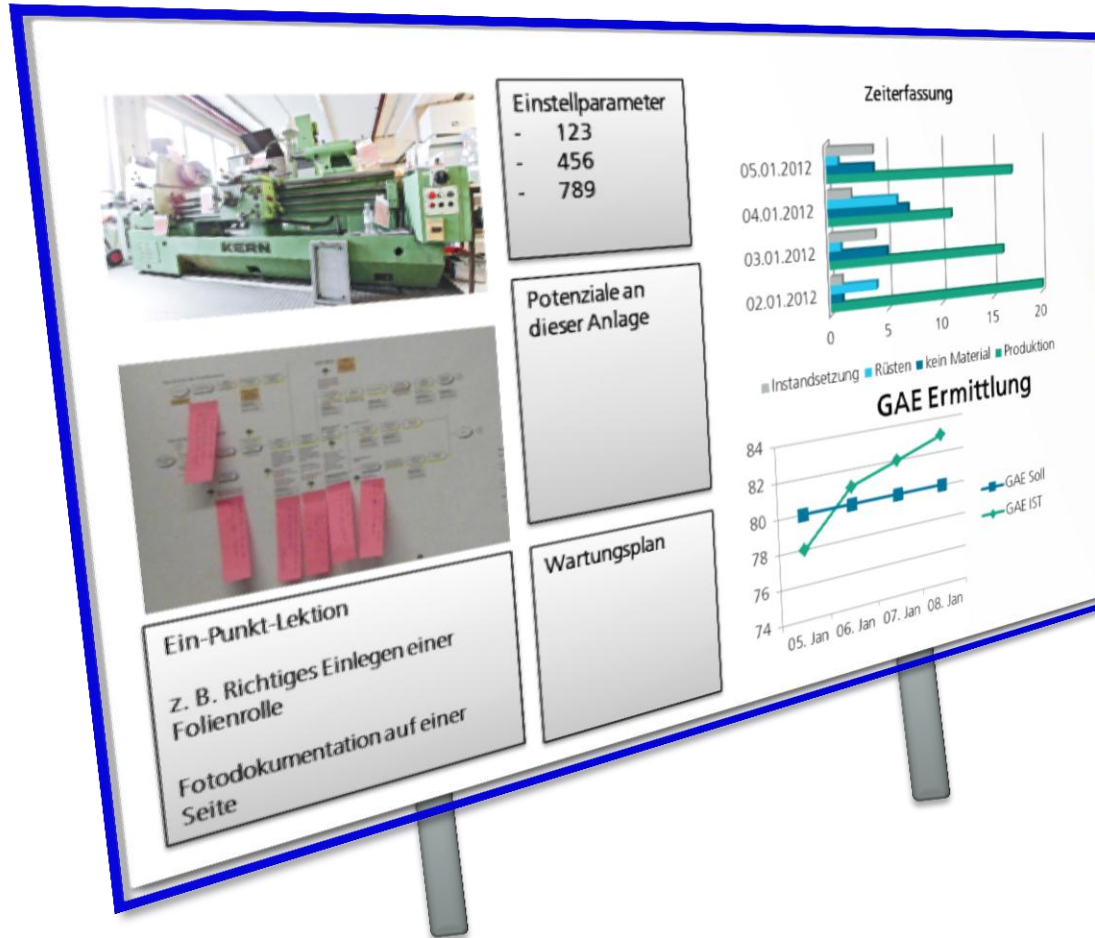 KERN
Ein-Punkt-Lektion
z. B. Richtiges Einlegen einer
Folienrolle
Fotodokumentation auf einer
Seite
Einstellparameter
- 123
- 456
- 789
Potenziale an
dieser Anlage
Wartungsplan
Zeiterfassung
05.01.2012
04.01.2012
03.01.2012
02.01.2012
0 5 10 15 20
Instandsetzung Rüsten kein Material Produktion
GAE Ermittlung
84
82
80
78
76
74
05. Jan 06. Jan 07. Jan 08. Jan
GAE Soll
GAE IST